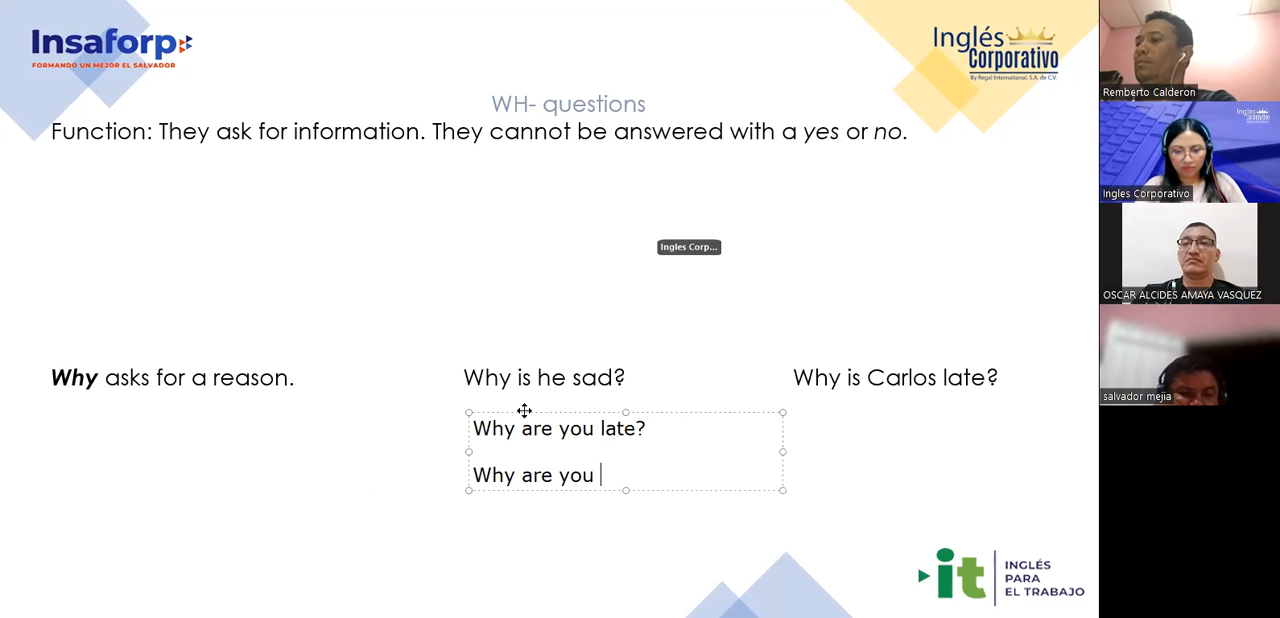 Insaforp
FORMANDO UN MEJOR EL SALVADOR
Inglés
Corporativo
By Regal International, S.A. de C.V.
WH- questions
Function: They ask for information. They cannot be answered with a yes or no.
Ingles Corp...
Why asks for a reason.
Why is he sad?
Why is Carlos late?
Why are you late?
Why are you
it
INGLÉS
PARA
EL TRABAJO
Remberto Calderon
Inglés
Corporativo
Ingles Corporativo
OSCAR ALCIDES AMAYA VASQUEZ
salvador mejia